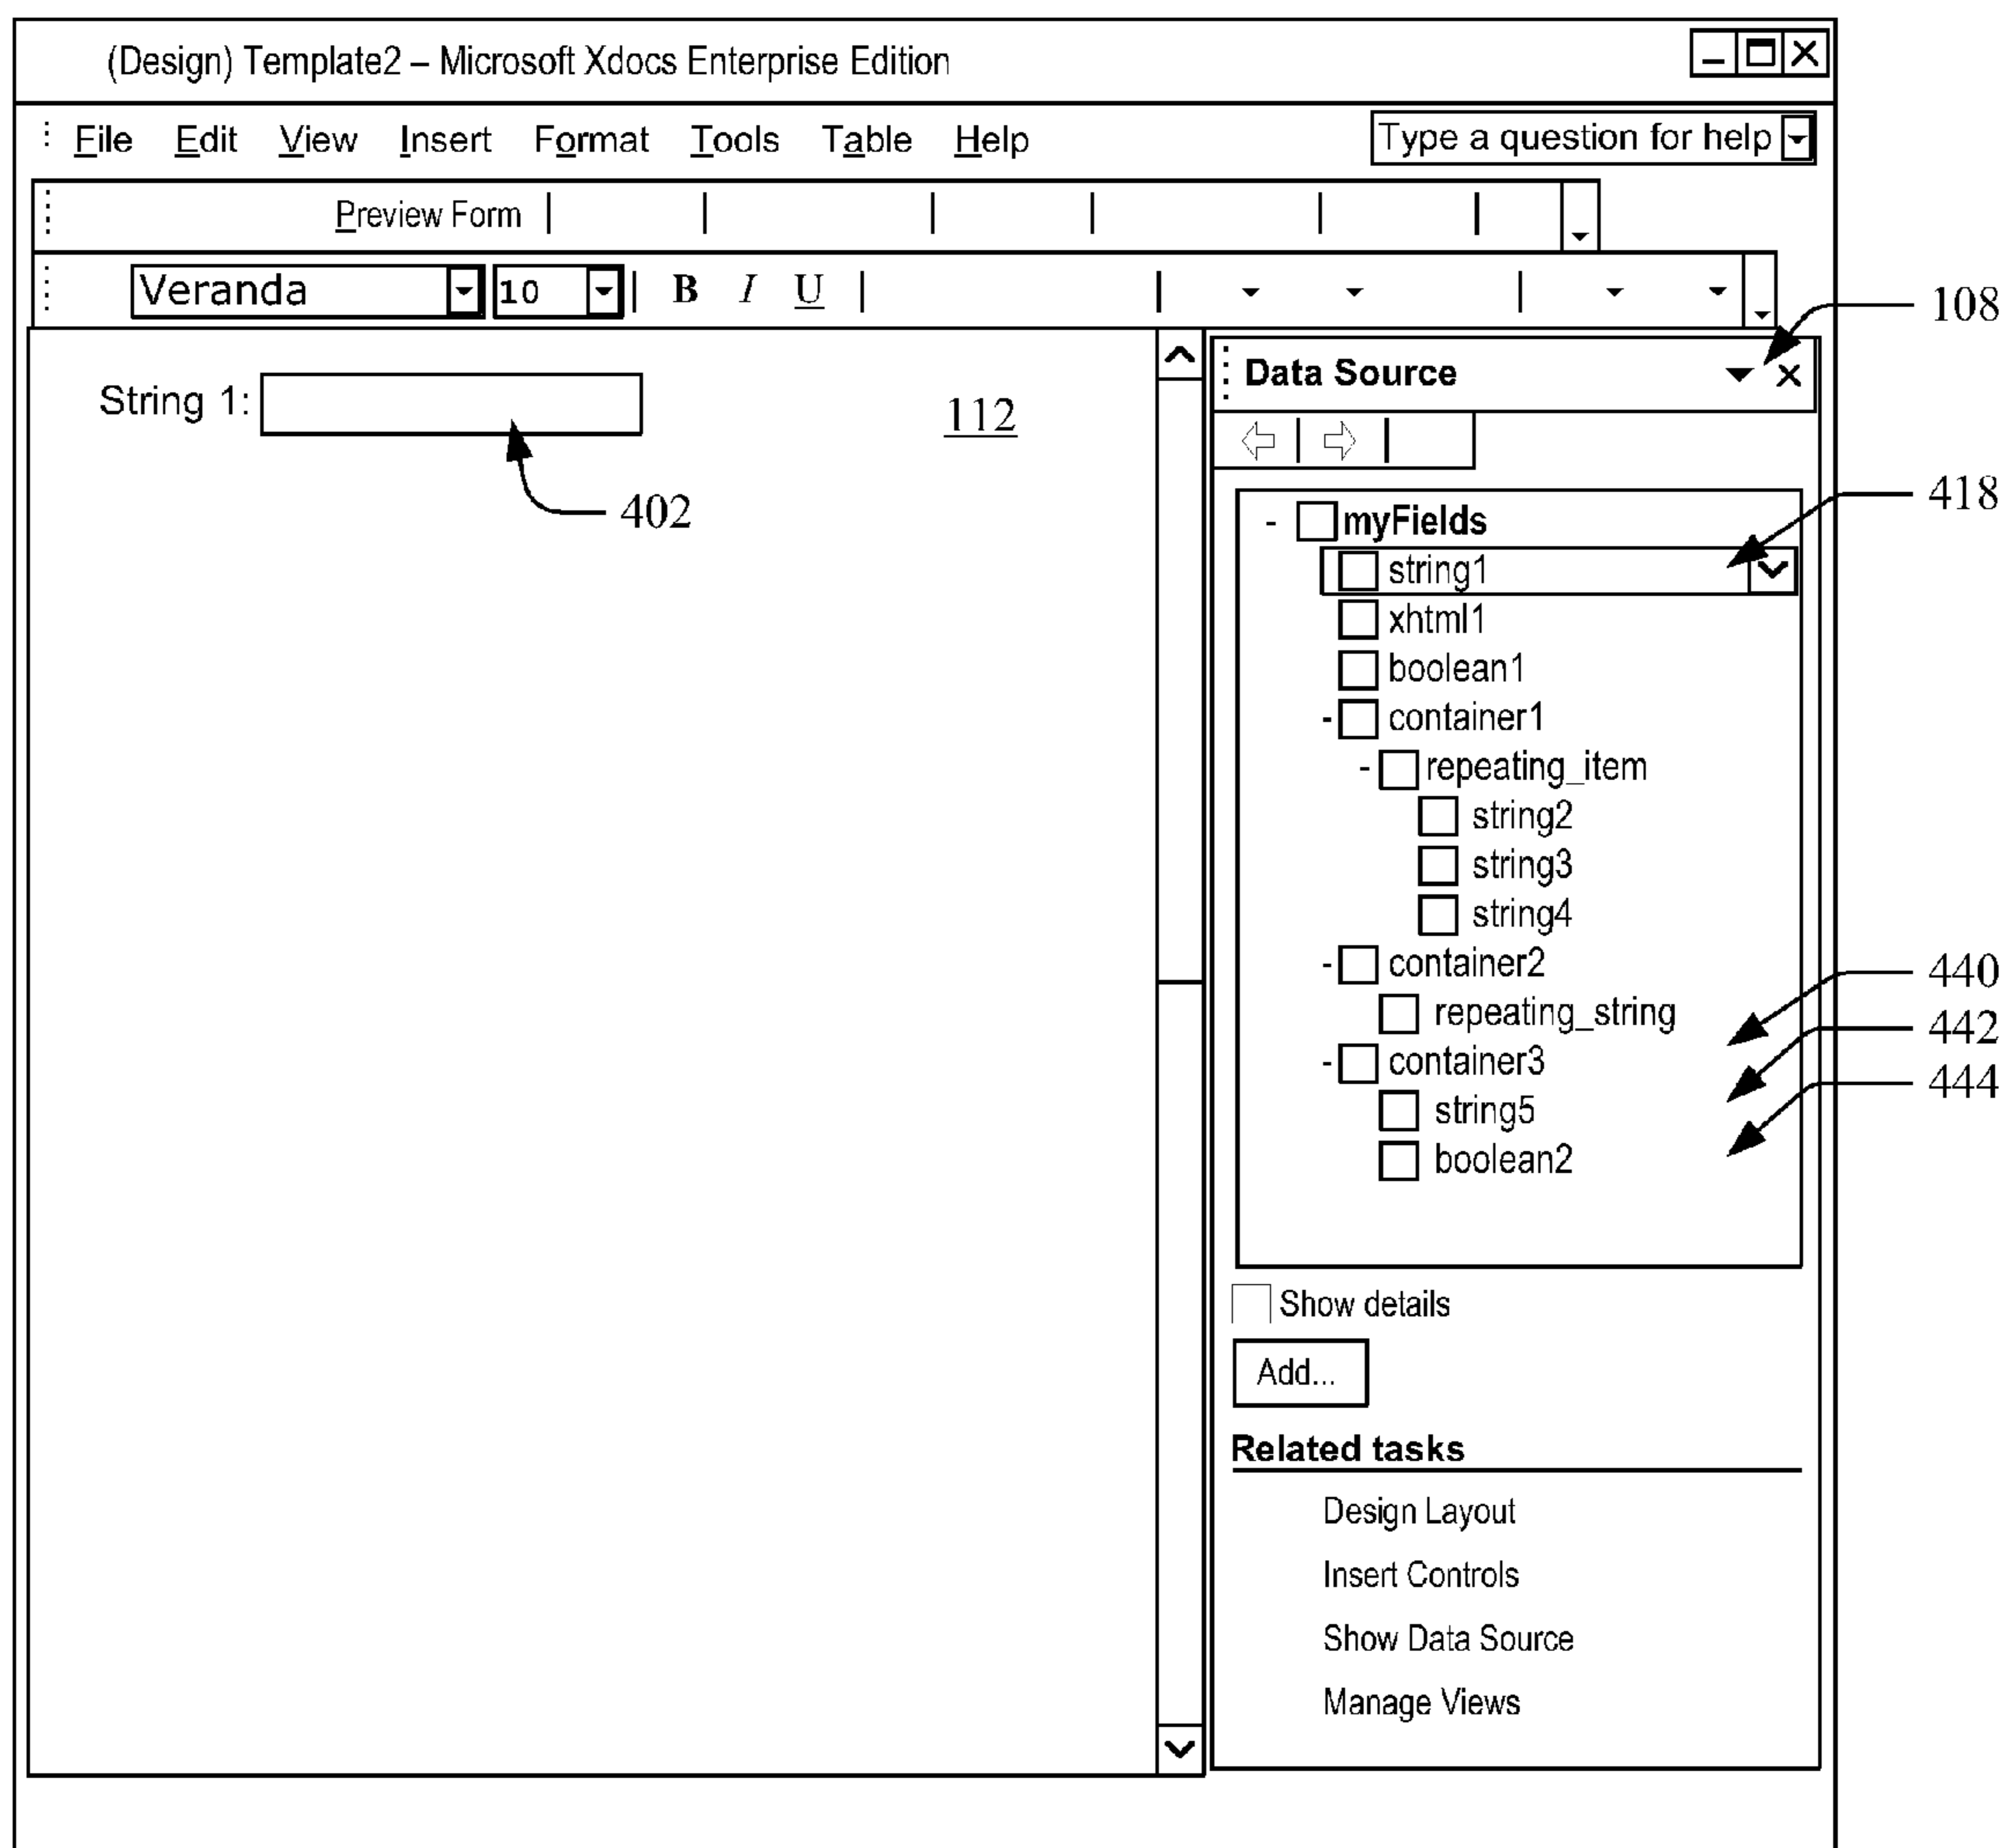 (Design) Template2 – Microsoft Xdocs Enterprise Edition
File Edit View Insert Format Tools Table Help Type a question for help
Preview Form
Veranda 10 B I U
108
Data Source
String 1:
112
402
418
myFields
string1
xhtml1
boolean1
container1
repeating_item
string2
string3
string4
container2
440
repeating_string
442
container3
444
string5
boolean2
Show details
Add...
Related tasks
Design Layout
Insert Controls
Show Data Source
Manage Views